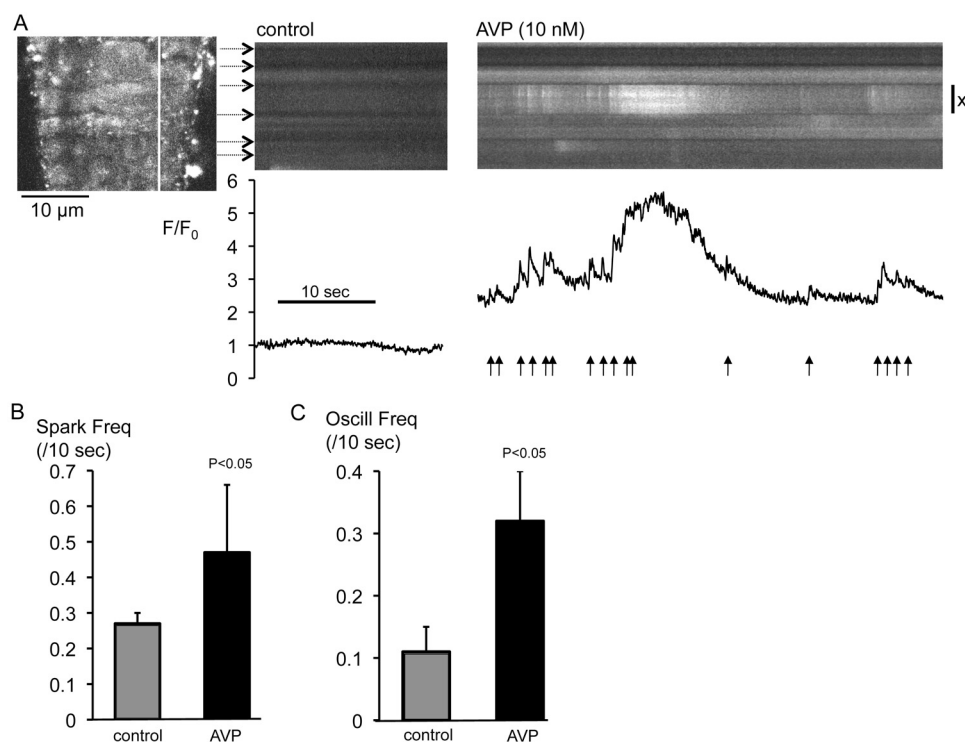 A
control
AVP (10 nM)
x
10 µm
F/F0
6
5
4
3
2
1
0
10 sec
B
Spark Freq
(/10 sec)
0.7
0.6
0.5
0.4
0.3
0.2
0.1
0
P<0.05
control
AVP
C
Oscill Freq
(/10 sec)
0.4
0.3
0.2
0.1
0
P<0.05
control
AVP